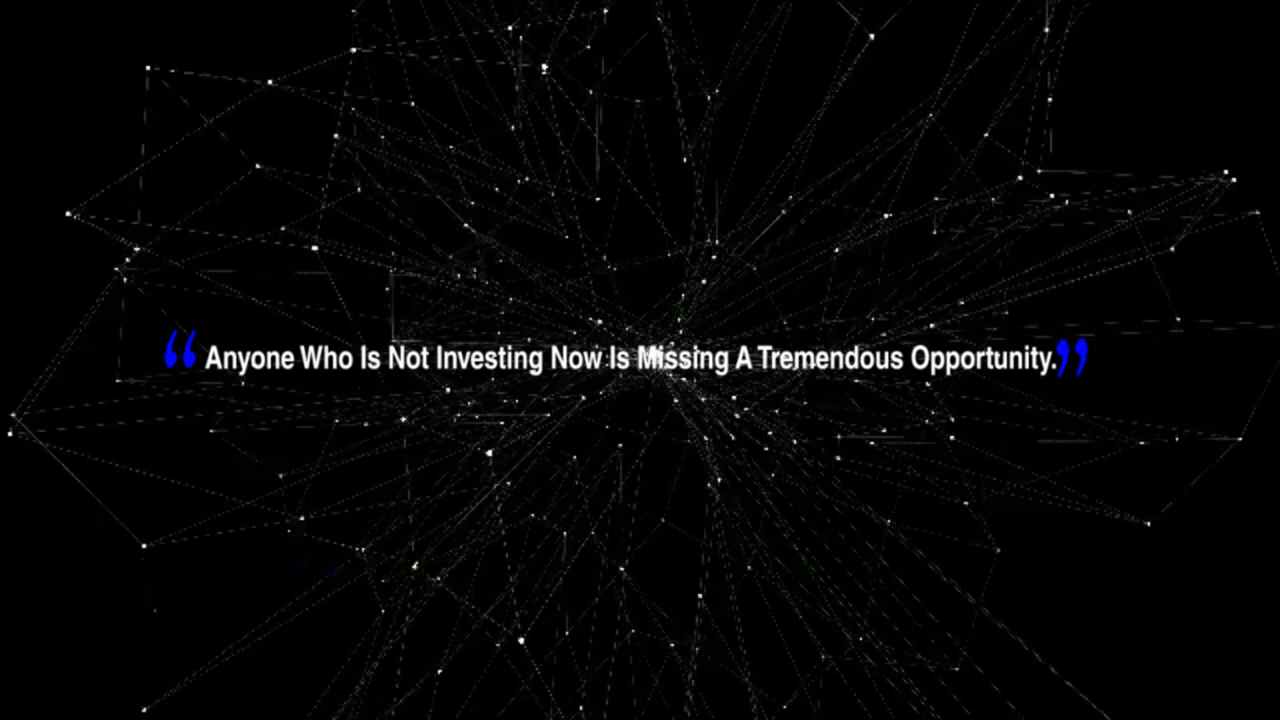 “Anyone Who Is Not Investing Now Is Missing A Tremendous Opportunity.”